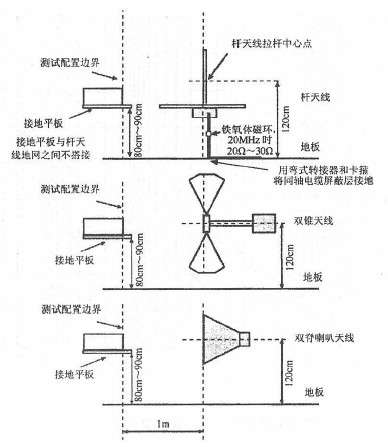 测试配置边界
杆天线拉杆中心点
杆天线
接地平板
接地平板与杆天
线地网之间不搭接
80cm~90cm
铁氧体磁环,
20MHz时
20Ω~30Ω
120cm
地板
用弯式转接器和卡箍
将同轴电缆屏蔽层接地
测试配置边界
双锥天线
接地平板
80cm~90cm
120cm
地板
测试配置边界
双脊喇叭天线
接地平板
80cm~90cm
120cm
地板
1m